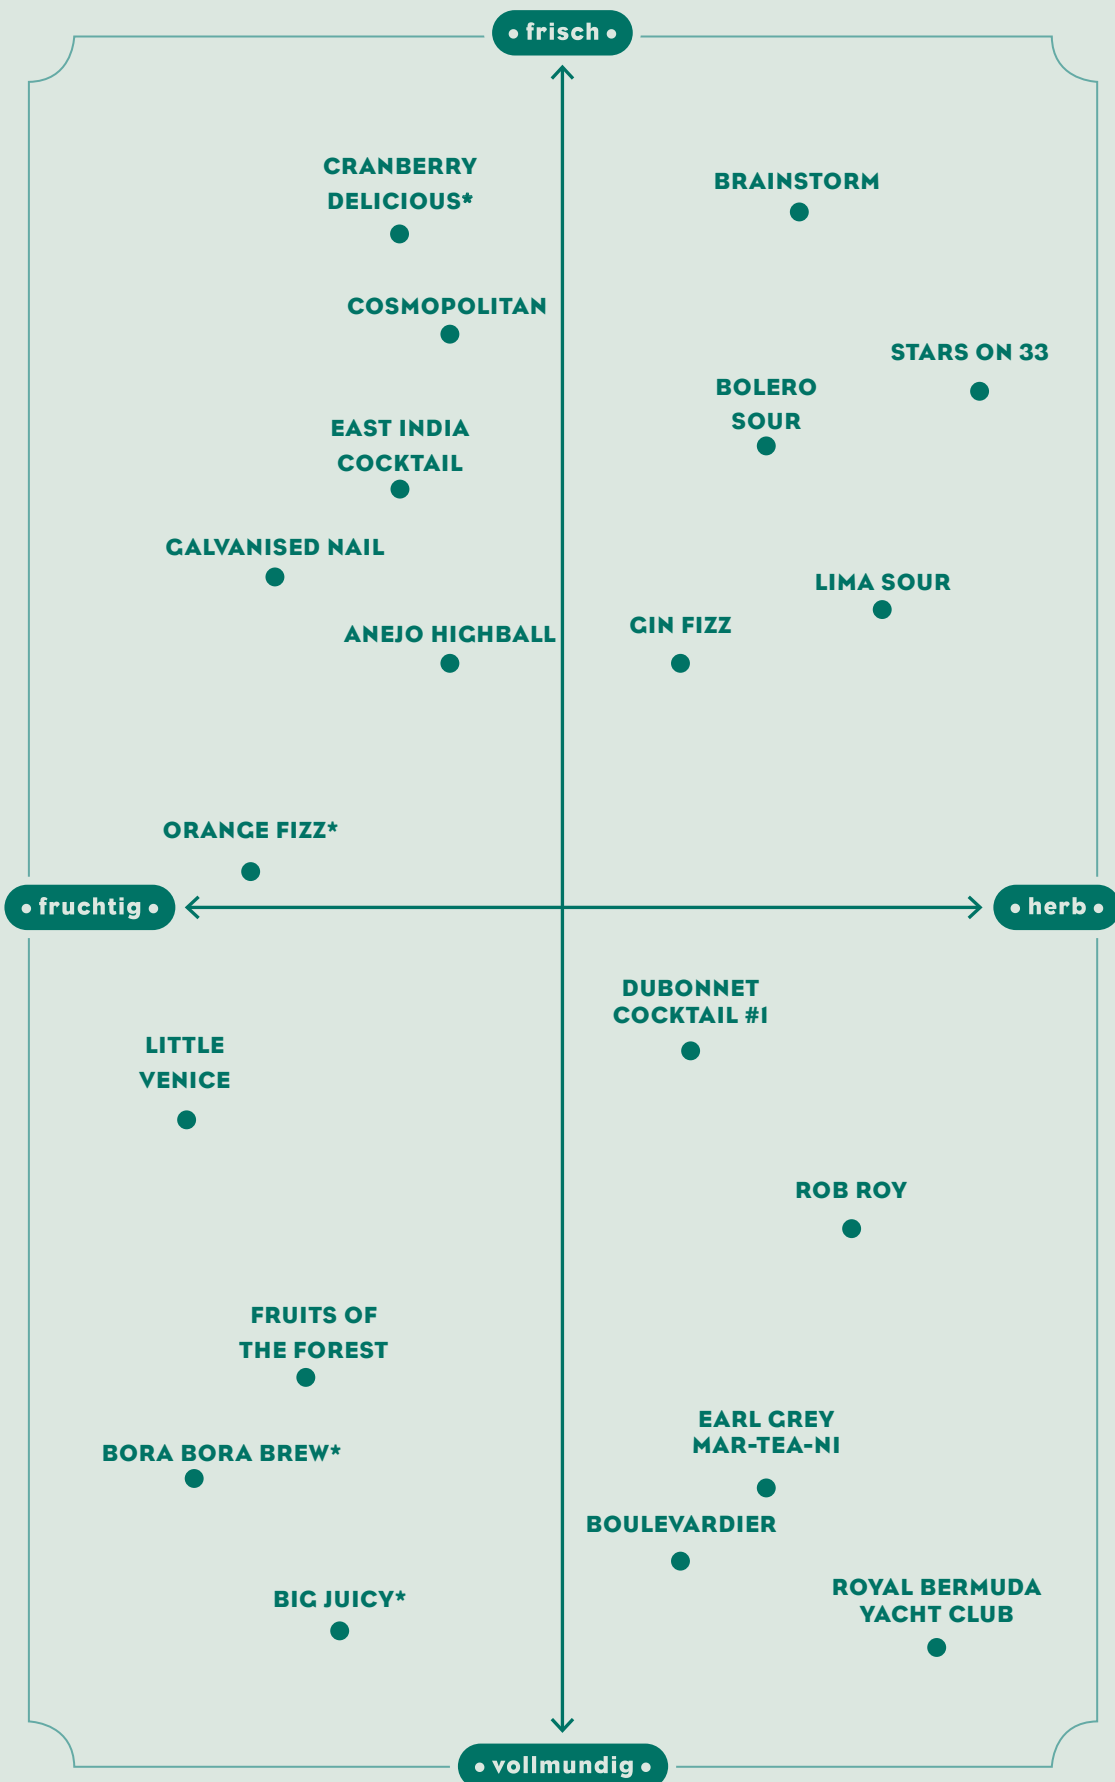 • frisch •
CRANBERRY
DELICIOUS*
BRAINSTORM
COSMOPOLITAN
STARS ON 33
BOLERO
SOUR
EAST INDIA
COCKTAIL
GALVANISED NAIL
LIMA SOUR
GIN FIZZ
ANEJO HIGHBALL
ORANGE FIZZ*
• fruchtig •
• herb •
DUBONNET
COCKTAIL #1
LITTLE
VENICE
ROB ROY
FRUITS OF
THE FOREST
EARL GREY
MAR-TEA-NI
BORA BORA BREW*
BOULEVARDIER
ROYAL BERMUDA
YACHT CLUB
BIG JUICY*
• vollmundig •